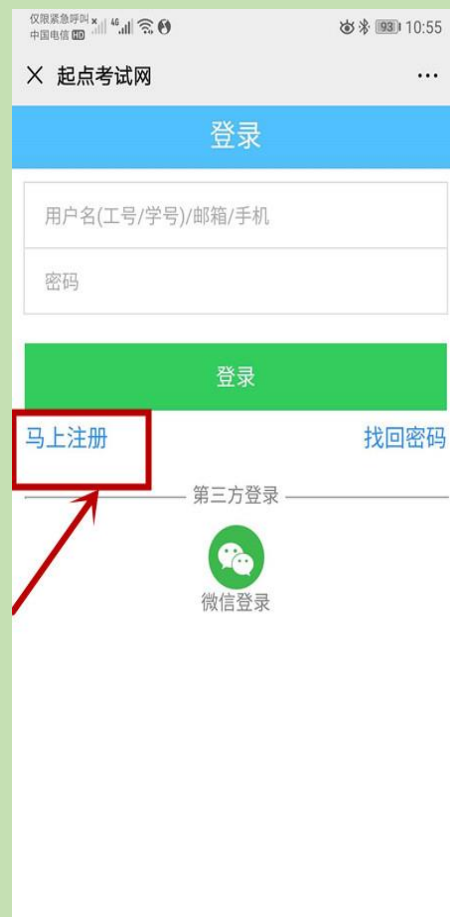 仅限紧急呼叫
4G
中国电信 HD
93 10:55
× 起点考试网 ...
登录
用户名(工号/学号)/邮箱/手机
密码
登录
马上注册 找回密码
第三方登录
微信登录